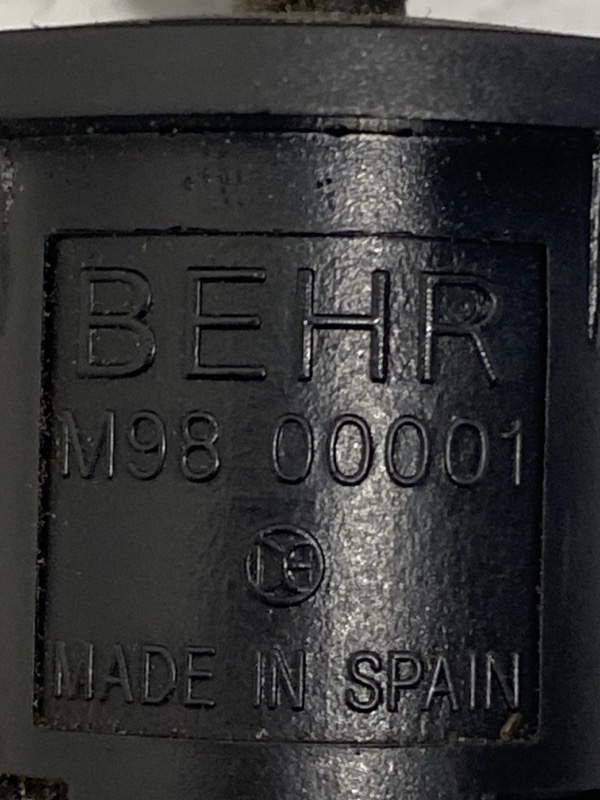 BEHR
M98 00001
MADE IN SPAIN